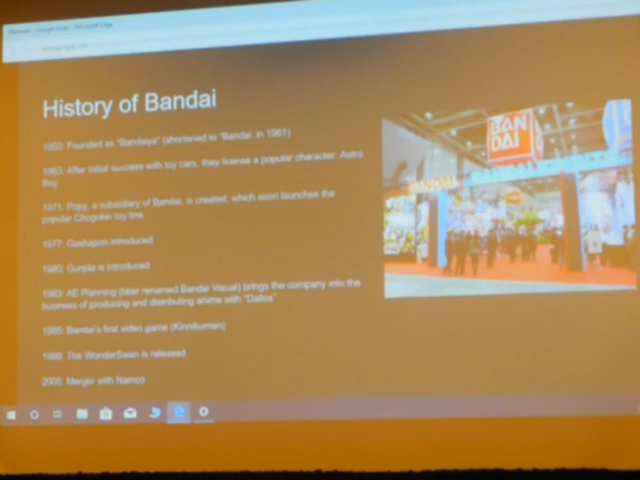 History of Bandai
1950: Founded as "Bandaiya" (shortened to "Bandai: in 1961)
1963: After initial success with toy cars, they license a popular character: Astro
Boy
1971: Popy, a subsidiary of Bandai, is created, which soon launches the
popular Chogokin toy line
1977: Gashapon introduced
1980: Gunpla is introduced
1983: AE Planning (later renamed Bandai Visual) brings the company into the
business of producing and distributing anime with "Dallos"
1985: Bandai's first video game (Kinnikuman)
1999: The WonderSwan is released
2005: Merger with Namco
BAN
DAI
BANDAI